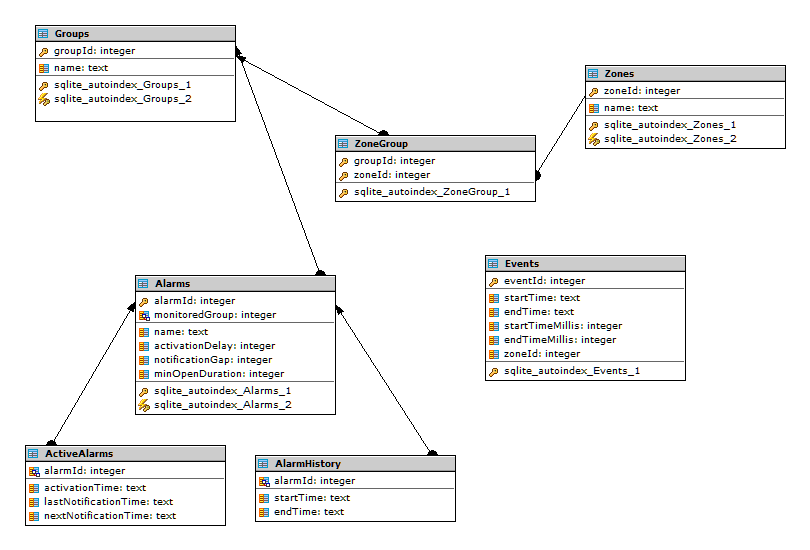 Groups
groupId: integer
name: text
sqlite_autoindex_Groups_1
sqlite_autoindex_Groups_2
Zones
zoneId: integer
name: text
sqlite_autoindex_Zones_1
sqlite_autoindex_Zones_2
ZoneGroup
groupId: integer
zoneId: integer
sqlite_autoindex_ZoneGroup_1
Alarms
alarmId: integer
monitoredGroup: integer
name: text
activationDelay: integer
notificationGap: integer
minOpenDuration: integer
sqlite_autoindex_Alarms_1
sqlite_autoindex_Alarms_2
Events
eventId: integer
startTime: text
endTime: text
startTimeMillis: integer
endTimeMillis: integer
zoneId: integer
sqlite_autoindex_Events_1
ActiveAlarms
alarmId: integer
activationTime: text
lastNotificationTime: text
nextNotificationTime: text
AlarmHistory
alarmId: integer
startTime: text
endTime: text